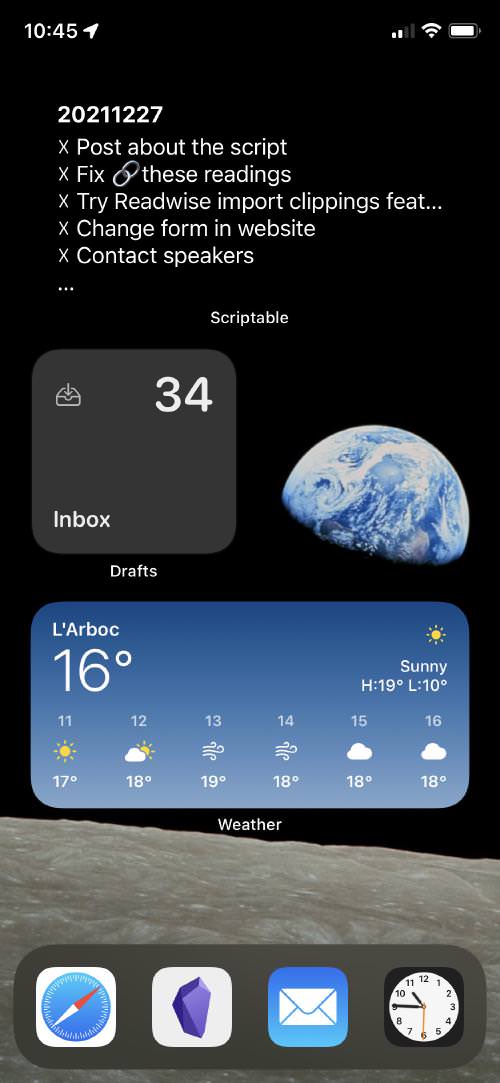 10:45
20211227
☓ Post about the script
☓ Fix 🔗these readings
☓ Try Readwise import clippings feat...
☓ Change form in website
☓ Contact speakers
...
Scriptable
34
Inbox
Drafts
L'Arboc
16°
Sunny
H:19° L:10°
11 12 13 14 15 16
17° 18° 19° 18° 18° 18°
Weather
12
11 1
10 2
9 3
8 4
7 5
6